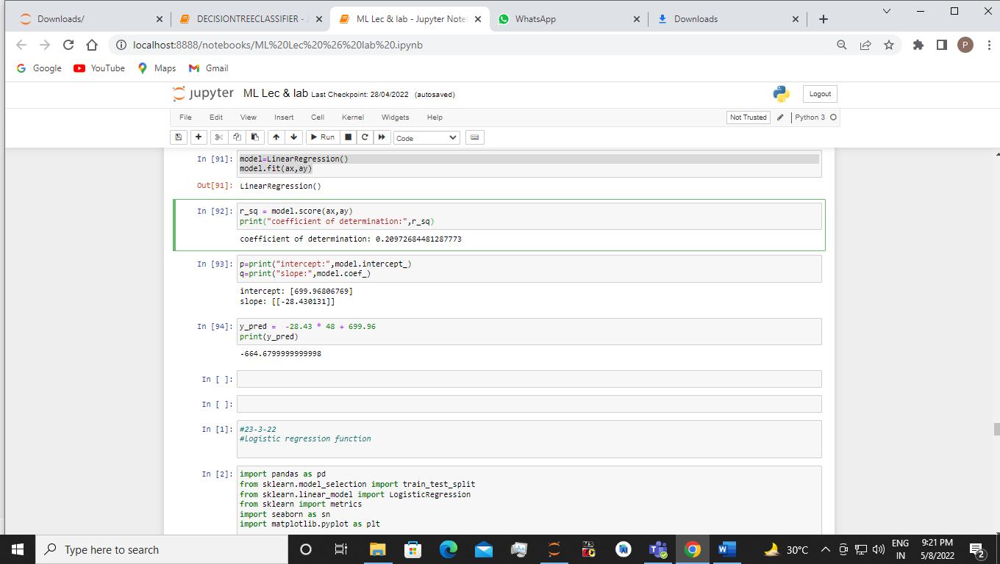 Downloads/
DECISIONTREECLASSIFIER - J
ML Lec & lab - Jupyter Note
WhatsApp
Downloads
localhost:8888/notebooks/ML%20Lec%20%26%20lab%20.ipynb
P
Google
YouTube
Maps
Gmail
jupyter
ML Lec & lab Last Checkpoint: 28/04/2022 (autosaved)
Logout
File Edit View Insert Cell Kernel Widgets Help
Not Trusted
Python 3
Run
Code
In [91]: model=LinearRegression()
model.fit(ax,ay)
Out[91]: LinearRegression()
In [92]: r_sq = model.score(ax,ay)
print("coefficient of determination:",r_sq)
coefficient of determination: 0.20972684481287773
In [93]: p=print("intercept:",model.intercept_)
q=print("slope:",model.coef_)
intercept: [699.96806769]
slope: [[-28.430131]]
In [94]: y_pred =  -28.43 * 48 + 699.96
print(y_pred)
-664.6799999999998
In [ ]:
In [ ]:
In [1]: #23-3-22
#logistic regression function
In [2]: import pandas as pd
from sklearn.model_selection import train_test_split
from sklearn.linear_model import LogisticRegression
from sklearn import metrics
import seaborn as sn
import matplotlib.pyplot as plt
Type here to search
30°C
ENG
IN
9:21 PM
5/8/2022
2